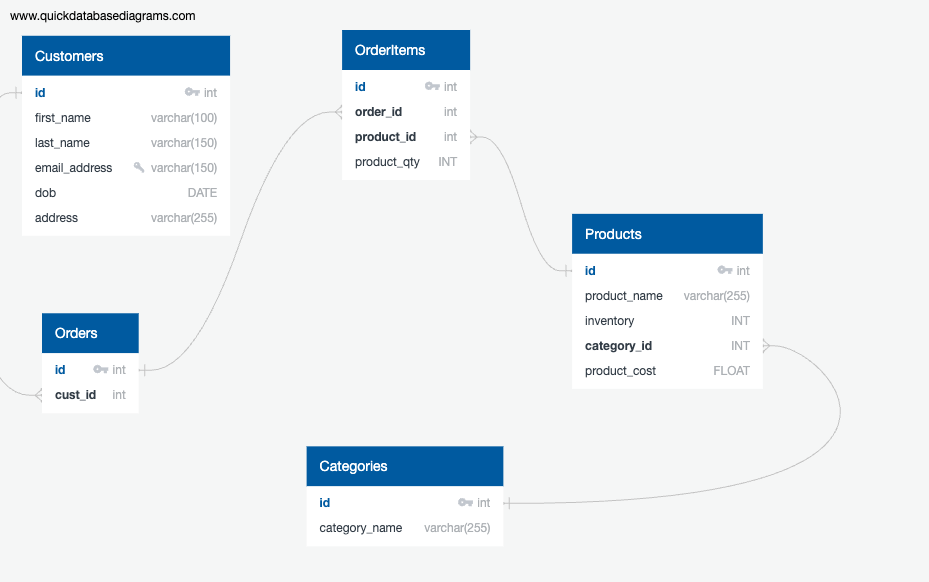 www.quickdatabasediagrams.com
Customers
id int
first_name varchar(100)
last_name varchar(150)
email_address varchar(150)
dob DATE
address varchar(255)
OrderItems
id int
order_id int
product_id int
product_qty INT
Products
id int
product_name varchar(255)
inventory INT
category_id INT
product_cost FLOAT
Orders
id int
cust_id int
Categories
id int
category_name varchar(255)